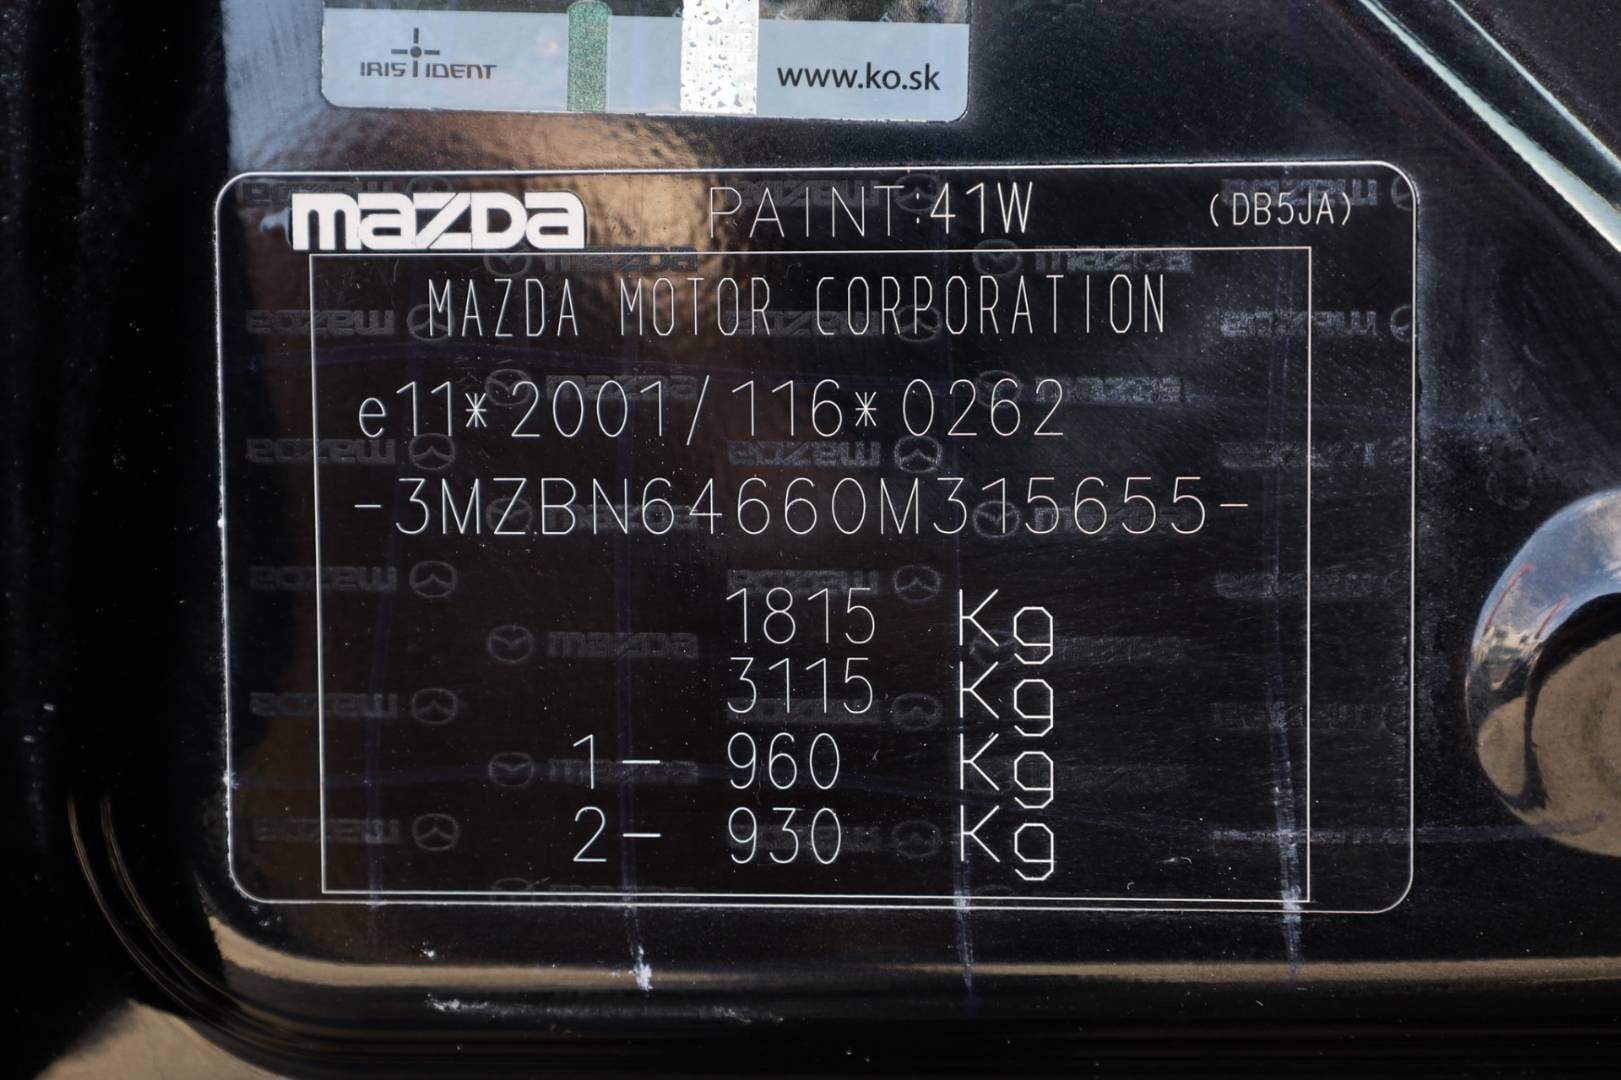 IRIS IDENT
www.ko.sk
mazDa PAINT:41W (DB5JA)
MAZDA MOTOR CORPORATION
e11*2001/116*0262
-3MZBN64660M315655-
1815 Kg
3115 Kg
1- 960 Kg
2- 930 Kg